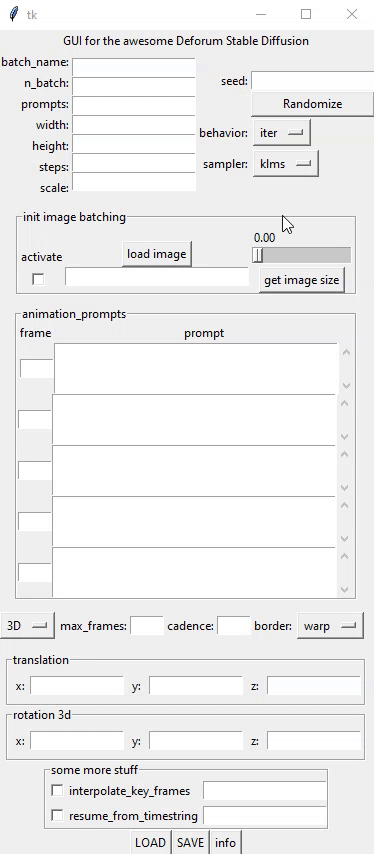 tk
GUI for the awesome Deforum Stable Diffusion
batch_name:
n_batch:
seed:
prompts:
Randomize
width:
behavior: iter
height:
steps:
sampler: klms
scale:
init image batching
0.00
activate
load image
get image size
animation_prompts
frame prompt
3D max_frames: cadence: border: warp
translation
x: y: z:
rotation 3d
x: y: z:
some more stuff
interpolate_key_frames
resume_from_timestring
LOAD SAVE info